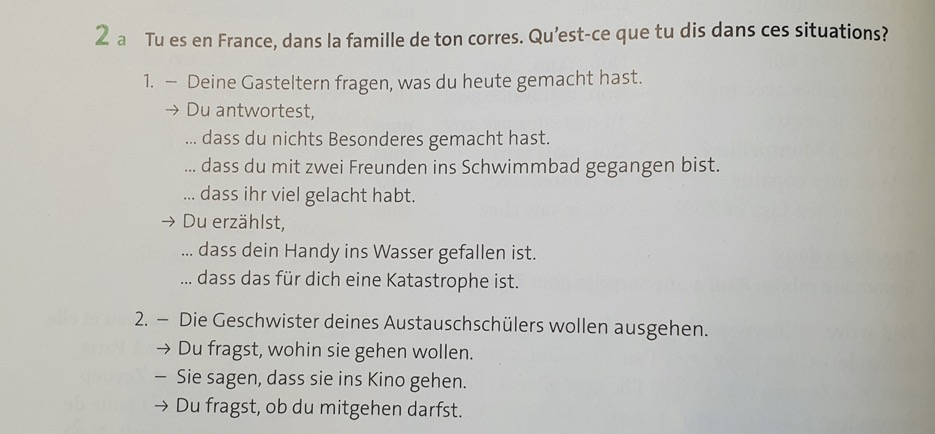 2 a Tu es en France, dans la famille de ton corres. Qu'est-ce que tu dis dans ces situations?
1. – Deine Gasteltern fragen, was du heute gemacht hast.
→ Du antwortest,
... dass du nichts Besonderes gemacht hast.
... dass du mit zwei Freunden ins Schwimmbad gegangen bist.
... dass ihr viel gelacht habt.
→ Du erzählst,
... dass dein Handy ins Wasser gefallen ist.
... dass das für dich eine Katastrophe ist.
2. – Die Geschwister deines Austauschschülers wollen ausgehen.
→ Du fragst, wohin sie gehen wollen.
– Sie sagen, dass sie ins Kino gehen.
→ Du fragst, ob du mitgehen darfst.